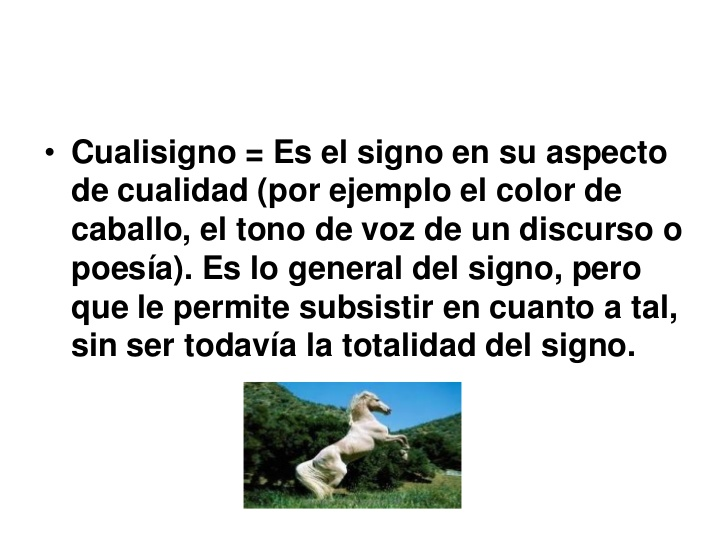 • Cualisigno = Es el signo en su aspecto
de cualidad (por ejemplo el color de
caballo, el tono de voz de un discurso o
poesía). Es lo general del signo, pero
que le permite subsistir en cuanto a tal,
sin ser todavía la totalidad del signo.